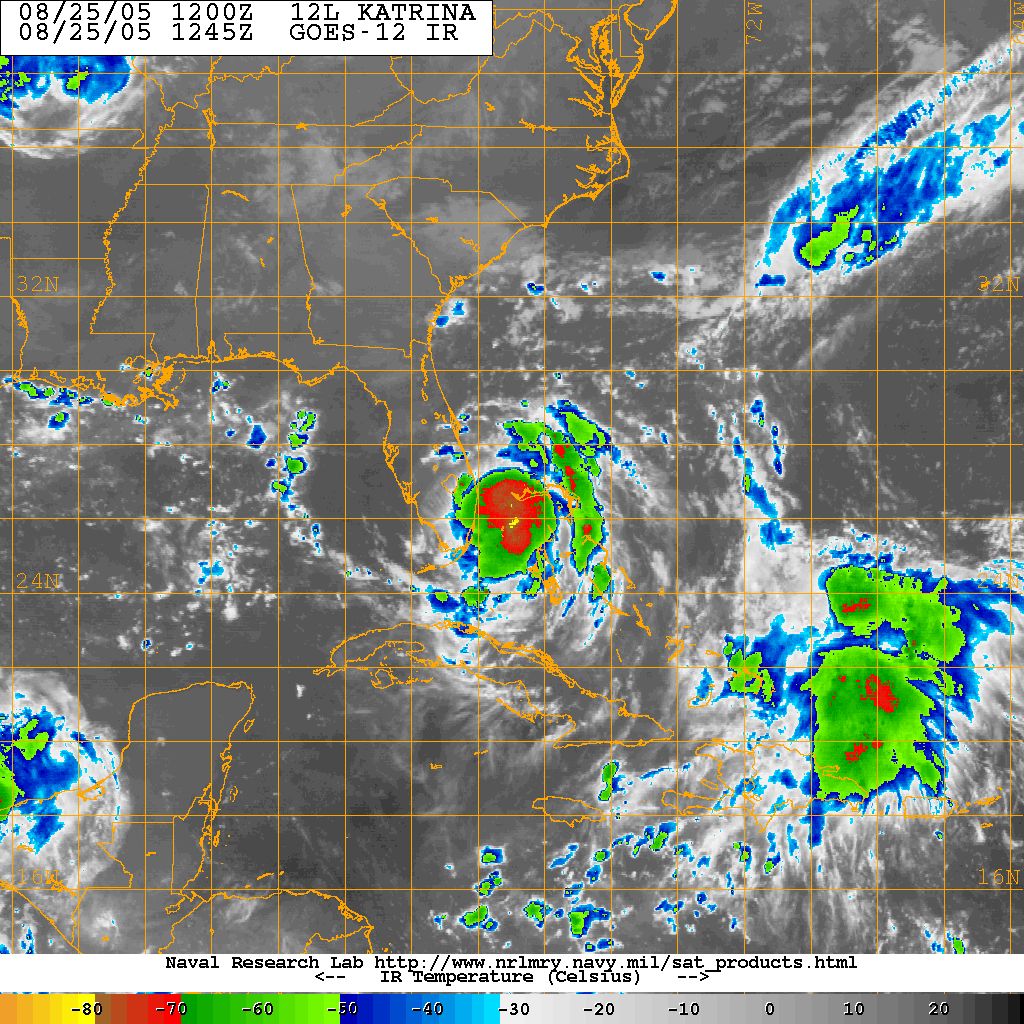 08/25/05 1200Z 12L KATRINA
08/25/05 1245Z GOES-12 IR
72W
32N 32N
24N
16N 16N
Naval Research Lab http://www.nrlmry.navy.mil/sat_products.html
<-- IR Temperature (Celsius) -->
-80 -70 -60 -50 -40 -30 -20 -10 0 10 20